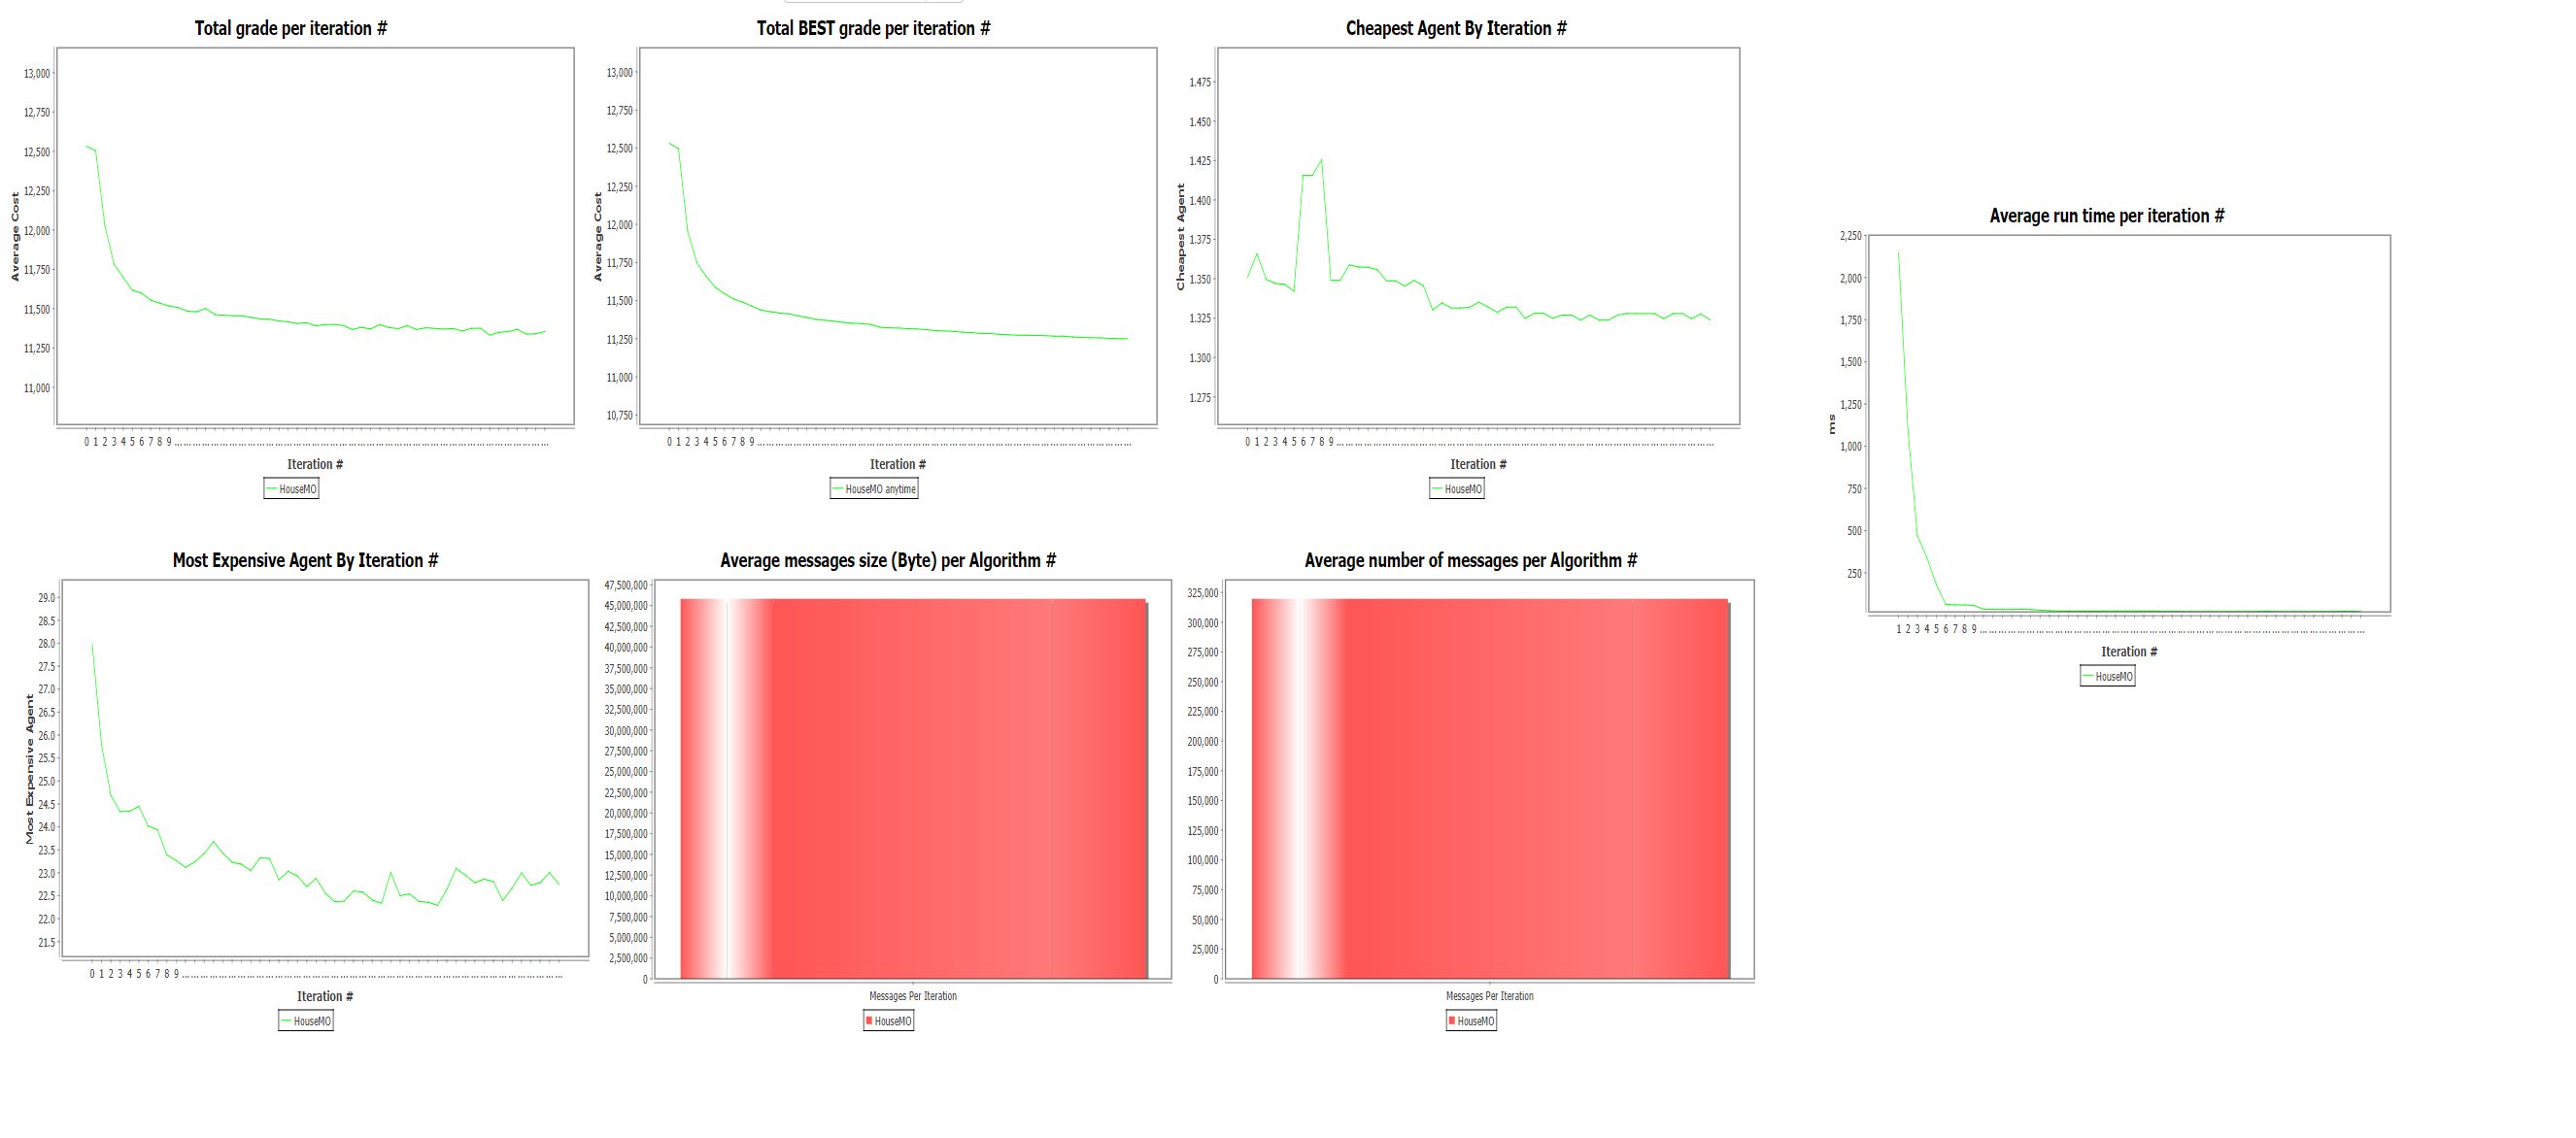 Total grade per iteration #
13,000
12,750
12,500
12,250
12,000
11,750
11,500
11,250
11,000
Average Cost
0 1 2 3 4 5 6 7 8 9
Iteration #
HouseMO
Total BEST grade per iteration #
13,000
12,750
12,500
12,250
12,000
11,750
11,500
11,250
11,000
10,750
Average Cost
0 1 2 3 4 5 6 7 8 9
Iteration #
HouseMO anytime
Cheapest Agent By Iteration #
1.475
1.450
1.425
1.400
1.375
1.350
1.325
1.300
1.275
Cheapest Agent
0 1 2 3 4 5 6 7 8 9
Iteration #
HouseMO
Average run time per iteration #
2,250
2,000
1,750
1,500
1,250
1,000
750
500
250
ms
1 2 3 4 5 6 7 8 9
Iteration #
HouseMO
Most Expensive Agent By Iteration #
29.0
28.5
28.0
27.5
27.0
26.5
26.0
25.5
25.0
24.5
24.0
23.5
23.0
22.5
22.0
21.5
Most Expensive Agent
0 1 2 3 4 5 6 7 8 9
Iteration #
HouseMO
Average messages size (Byte) per Algorithm #
47,500,000
45,000,000
42,500,000
40,000,000
37,500,000
35,000,000
32,500,000
30,000,000
27,500,000
25,000,000
22,500,000
20,000,000
17,500,000
15,000,000
12,500,000
10,000,000
7,500,000
5,000,000
2,500,000
0
Messages Per Iteration
HouseMO
Average number of messages per Algorithm #
325,000
300,000
275,000
250,000
225,000
200,000
175,000
150,000
125,000
100,000
75,000
50,000
25,000
0
Messages Per Iteration
HouseMO